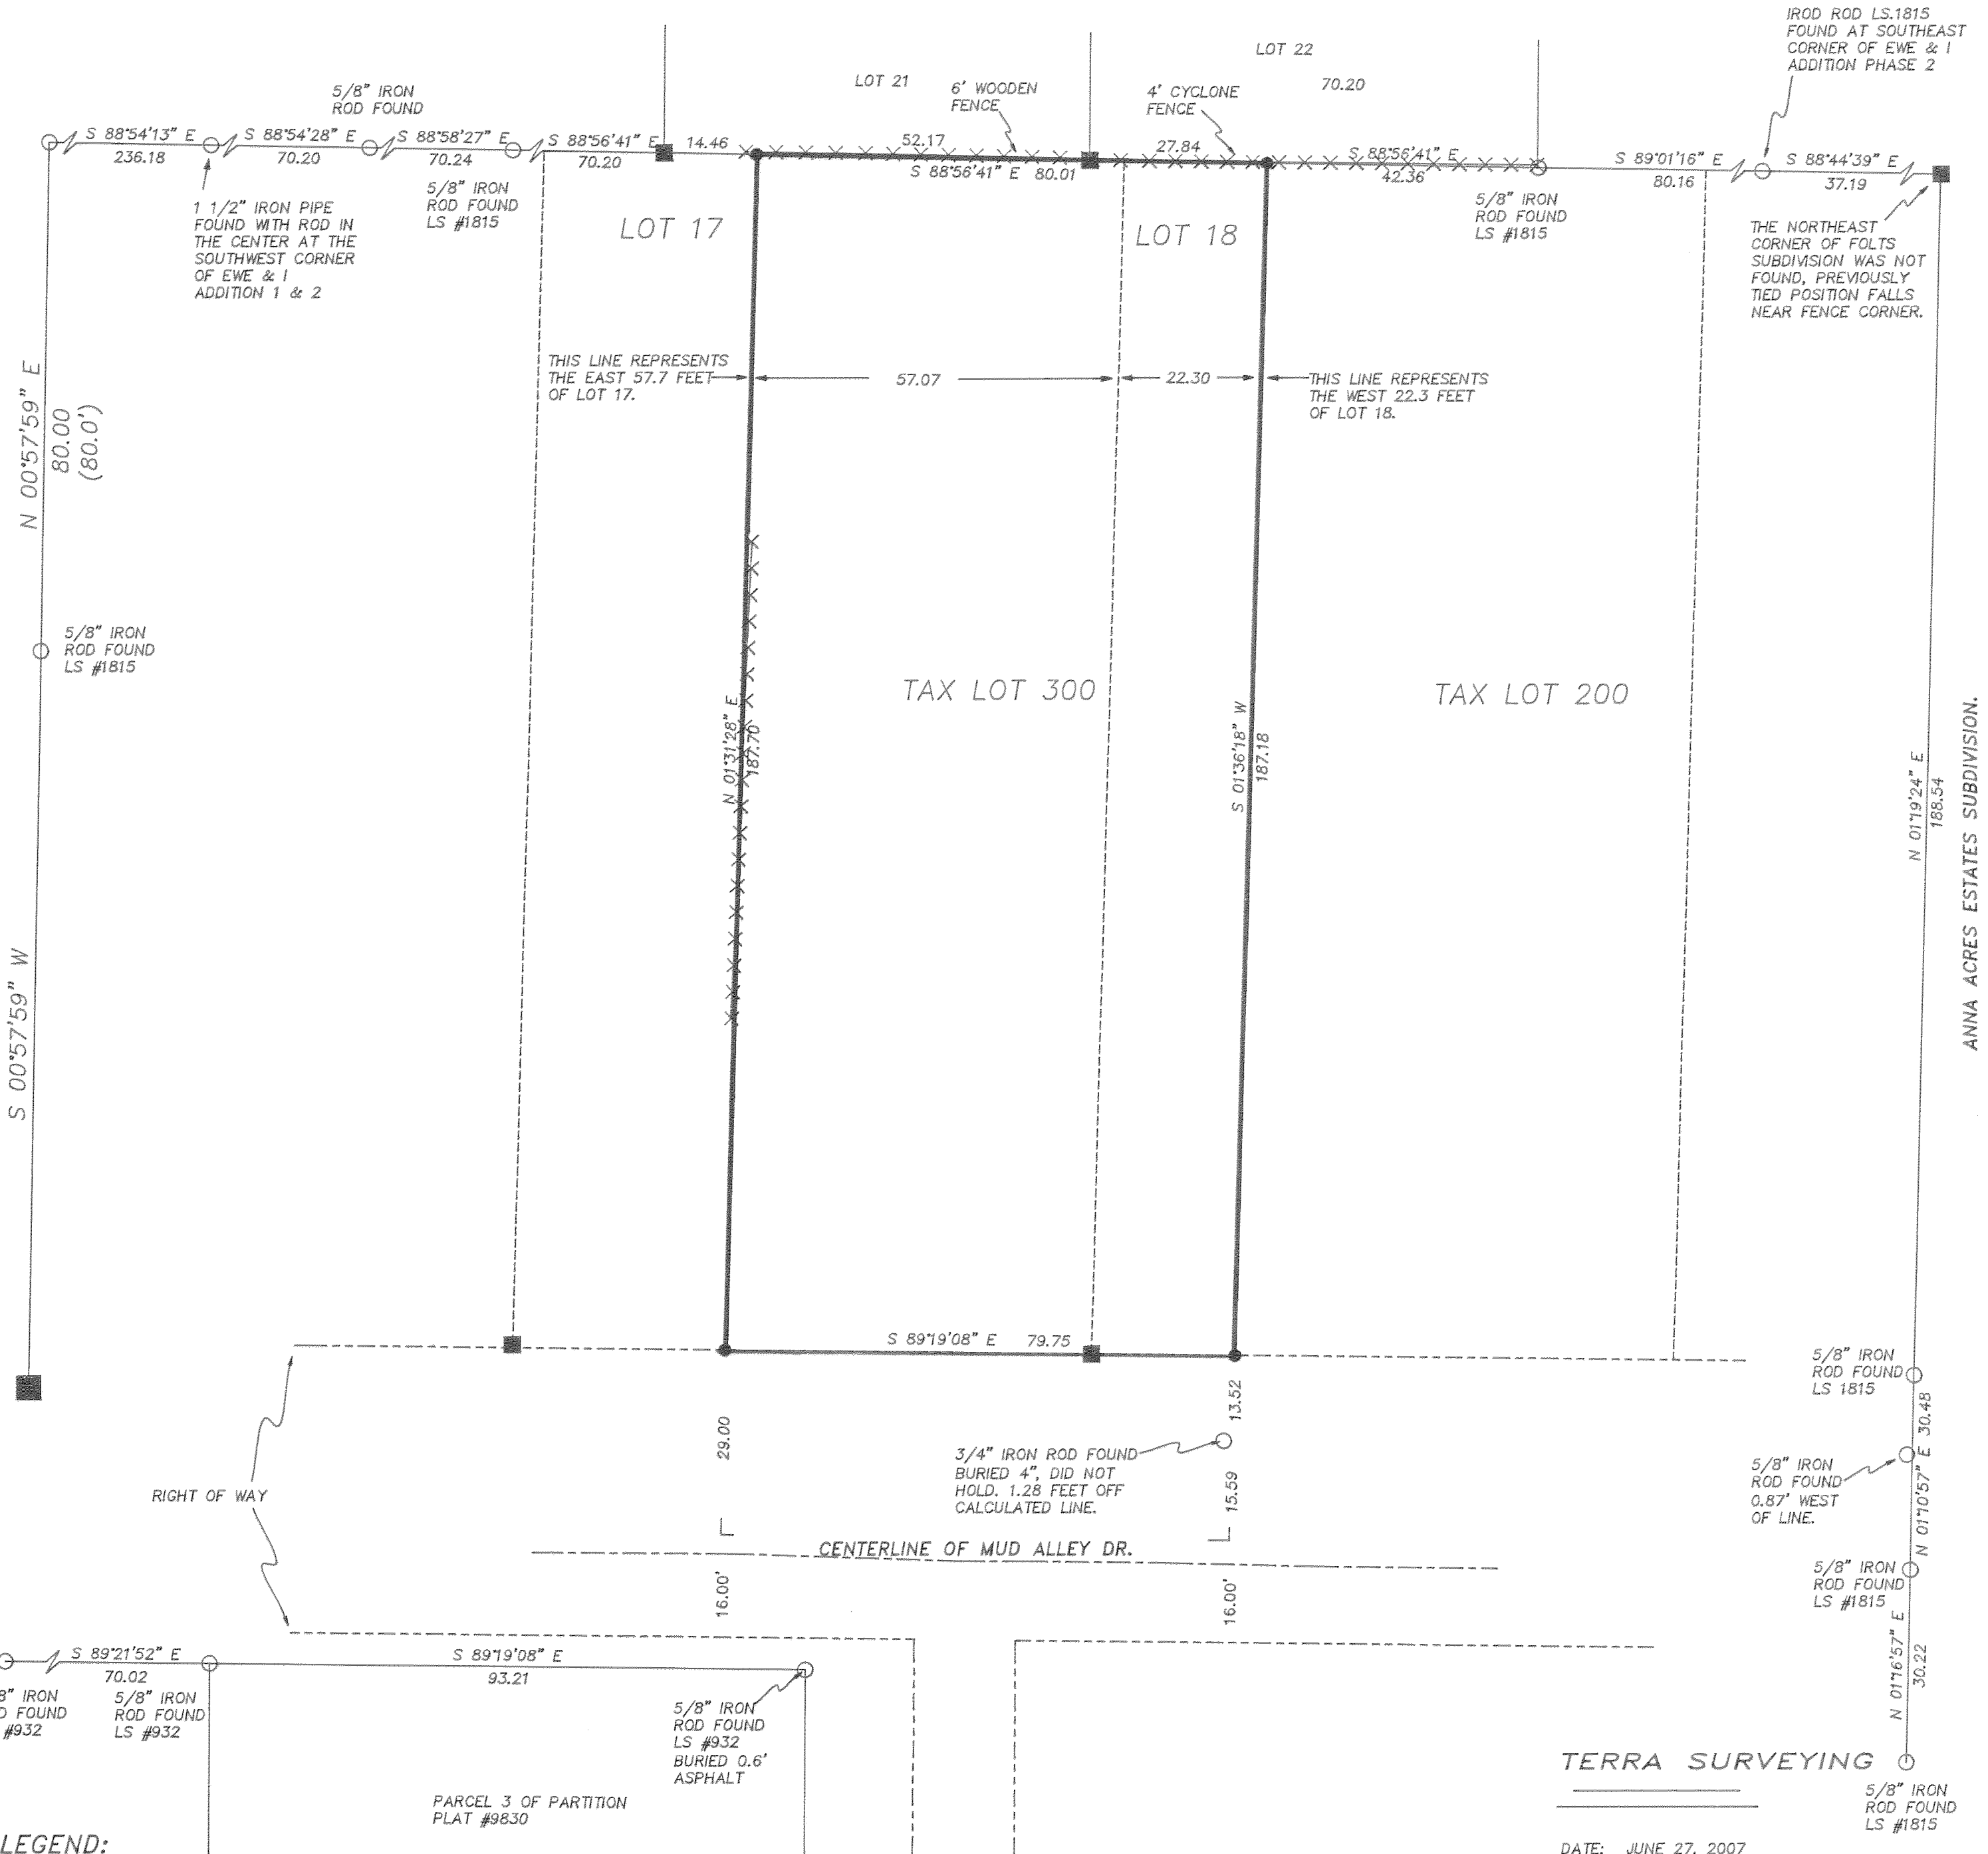 IROD ROD LS.1815
FOUND AT SOUTHEAST
CORNER OF EWE & I
ADDITION PHASE 2
LOT 22
70.20
LOT 21
6' WOODEN
FENCE
4' CYCLONE
FENCE
5/8" IRON
ROD FOUND
S 88°54'13" E
236.18
S 88°54'28" E
70.20
S 88°58'27" E
70.24
S 88°56'41" E
70.20
14.46
52.17
S 88°56'41" E 80.01
27.84
S 88°56'41" E
42.36
S 89°01'16" E
80.16
S 88°44'39" E
37.19
1 1/2" IRON PIPE
FOUND WITH ROD IN
THE CENTER AT THE
SOUTHWEST CORNER
OF EWE & I
ADDITION 1 & 2
5/8" IRON
ROD FOUND
LS #1815
LOT 17
LOT 18
5/8" IRON
ROD FOUND
LS #1815
THE NORTHEAST
CORNER OF FOLTS
SUBDIVISION WAS NOT
FOUND, PREVIOUSLY
TIED POSITION FALLS
NEAR FENCE CORNER.
N 00°57'59" E
80.00
(80.0')
THIS LINE REPRESENTS
THE EAST 57.7 FEET
OF LOT 17.
57.07
22.30
THIS LINE REPRESENTS
THE WEST 22.3 FEET
OF LOT 18.
5/8" IRON
ROD FOUND
LS #1815
TAX LOT 300
TAX LOT 200
N 01°31'28" E
187.70
S 01°36'18" W
187.18
N 01°19'24" E
188.54
ANNA ACRES ESTATES SUBDIVISION.
S 00°57'59" W
S 89°19'08" E 79.75
5/8" IRON
ROD FOUND
LS 1815
29.00
13.52
3/4" IRON ROD FOUND
BURIED 4", DID NOT
HOLD. 1.28 FEET OFF
CALCULATED LINE.
15.59
N 01°10'57" E 30.48
5/8" IRON
ROD FOUND
0.87' WEST
OF LINE.
RIGHT OF WAY
CENTERLINE OF MUD ALLEY DR.
16.00'
16.00'
5/8" IRON
ROD FOUND
LS #1815
N 01°16'57" E
30.22
S 89°21'52" E
70.02
S 89°19'08" E
93.21
8" IRON
D FOUND
#932
5/8" IRON
ROD FOUND
LS #932
5/8" IRON
ROD FOUND
LS #932
BURIED 0.6'
ASPHALT
PARCEL 3 OF PARTITION
PLAT #9830
TERRA SURVEYING
5/8" IRON
ROD FOUND
LS #1815
LEGEND:
DATE: JUNE 27, 2007